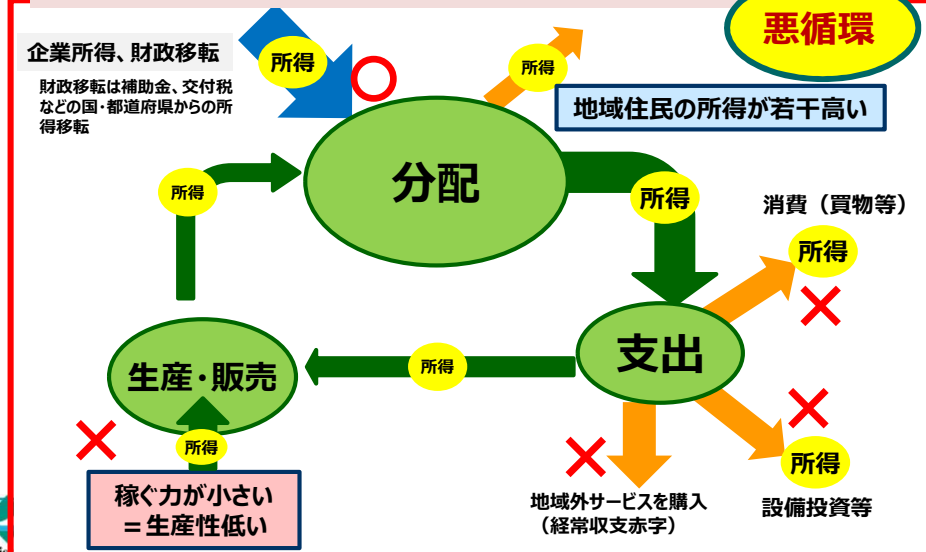 悪循環
企業所得、財政移転
財政移転は補助金、交付税
などの国・都道府県からの所
得移転
所得
所得
地域住民の所得が若干高い
分配
所得
所得
消費（買物等）
所得
支出
所得
生産・販売
所得
稼ぐ力が小さい
＝生産性低い
地域外サービスを購入
（経常収支赤字）
所得
設備投資等